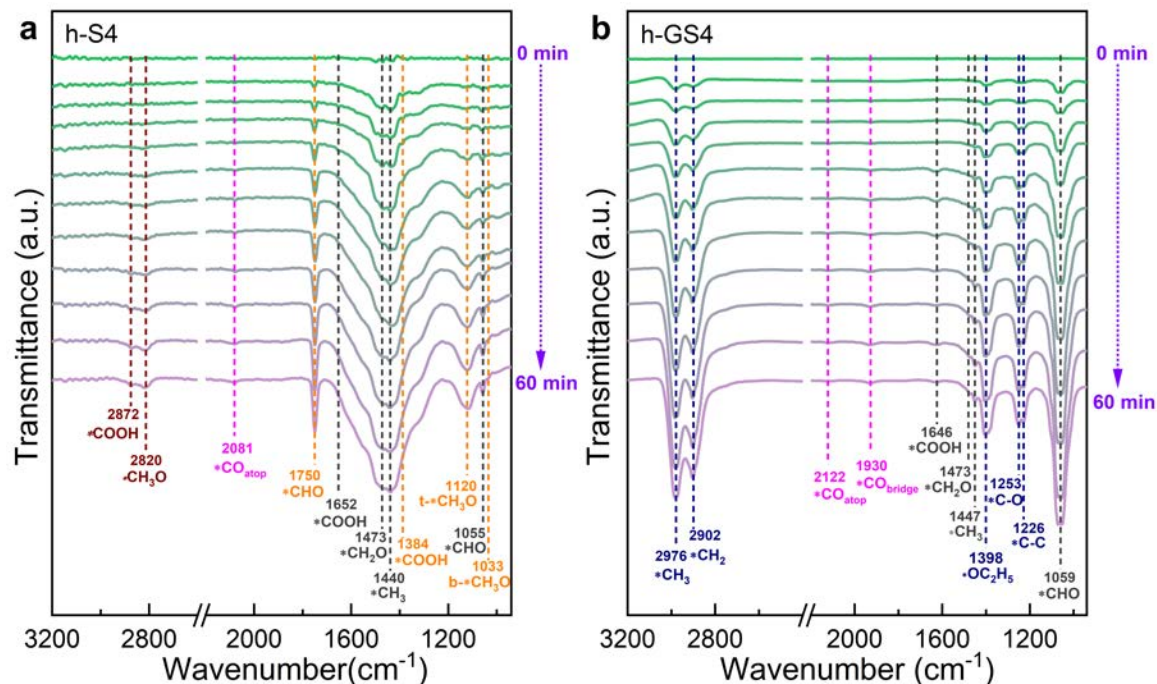 a
h-S4
0 min
60 min
Transmittance (a.u.)
2872
*COOH
2820
*CH₃O
2081
*COatop
1750
*CHO
1652
*COOH
1473
*CH₂O
1440
*CH₃
1384
*COOH
1120
t-*CH₃O
1055
*CHO
1033
b-*CH₃O
3200 2800 2000 1600 1200
Wavenumber(cm⁻¹)
b
h-GS4
0 min
60 min
Transmittance (a.u.)
2976
*CH₃
2902
*CH₂
2122
*COatop
1930
*CObridge
1646
*COOH
1473
*CH₂O
1447
*CH₃
1398
*OC₂H₅
1253
*C-O
1226
*C-C
1059
*CHO
3200 2800 2000 1600 1200
Wavenumber (cm⁻¹)